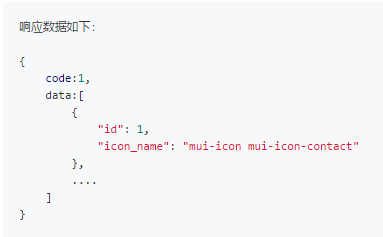 响应数据如下：
{
    code:1,
    data:[
        {
            "id": 1,
            "icon_name": "mui-icon mui-icon-contact"
        },
        ....
    ]
}